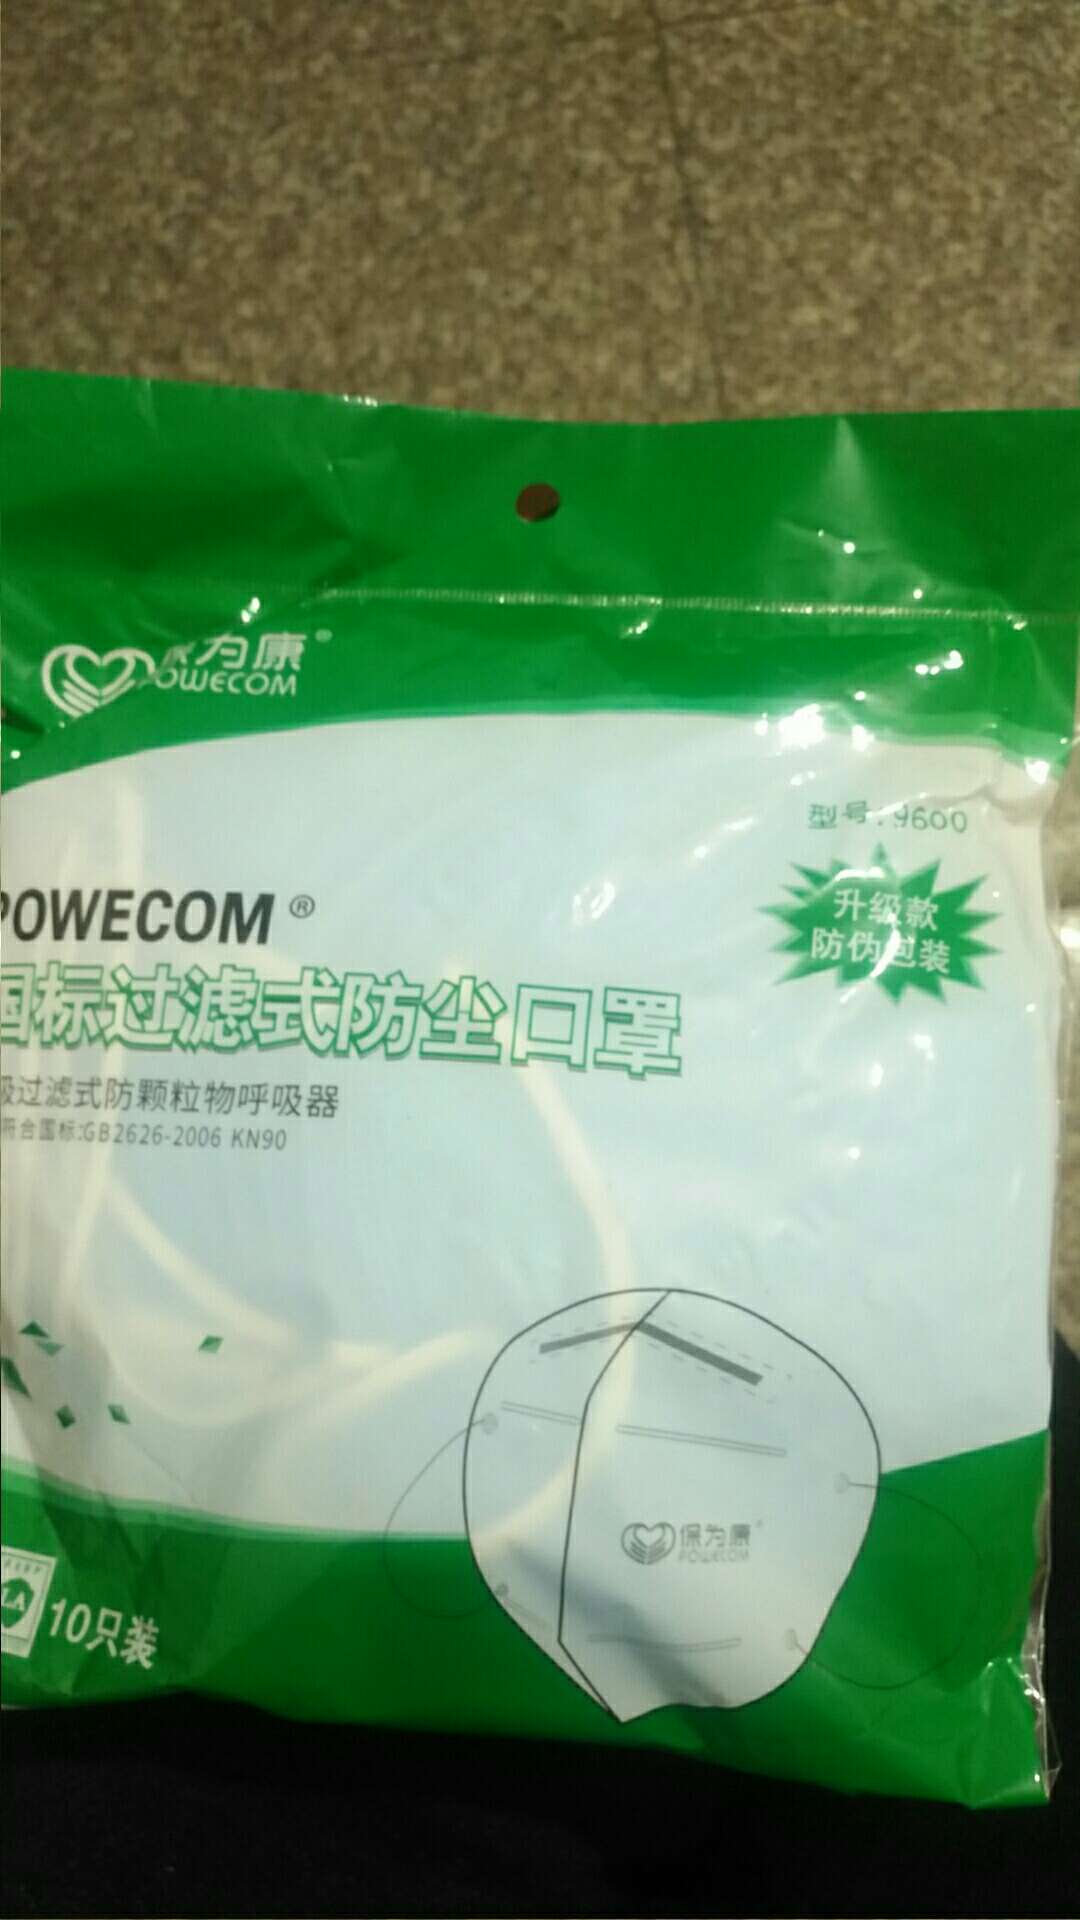 保为康®
POWECOM
型号:9600
升级款
防伪包装
POWECOM®
国标过滤式防尘口罩
级过滤式防颗粒物呼吸器
符合国标:GB2626-2006 KN90
保为康®
POWECOM
LA
10只装